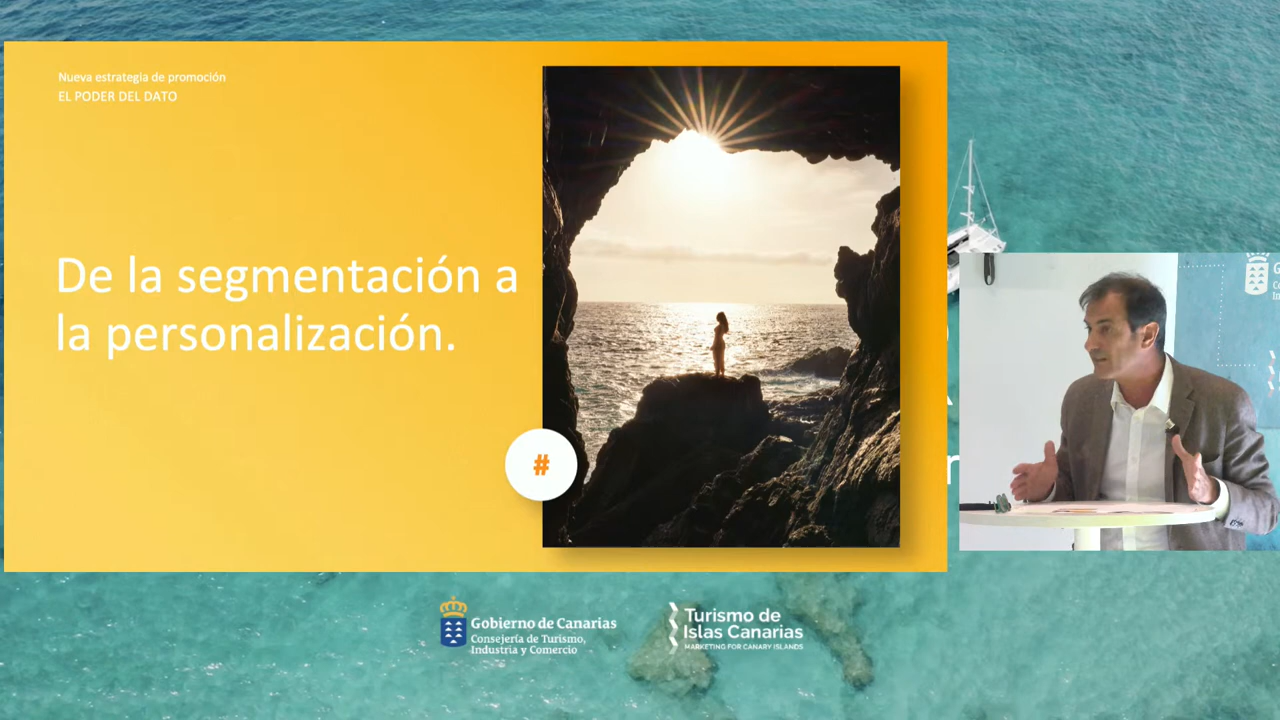 Nueva estrategia de promoción
EL PODER DEL DATO
De la segmentación a
la personalización.
#
Gobierno de Canarias
Consejería de Turismo,
Industria y Comercio
Turismo de
Islas Canarias
MARKETING FOR CANARY ISLANDS